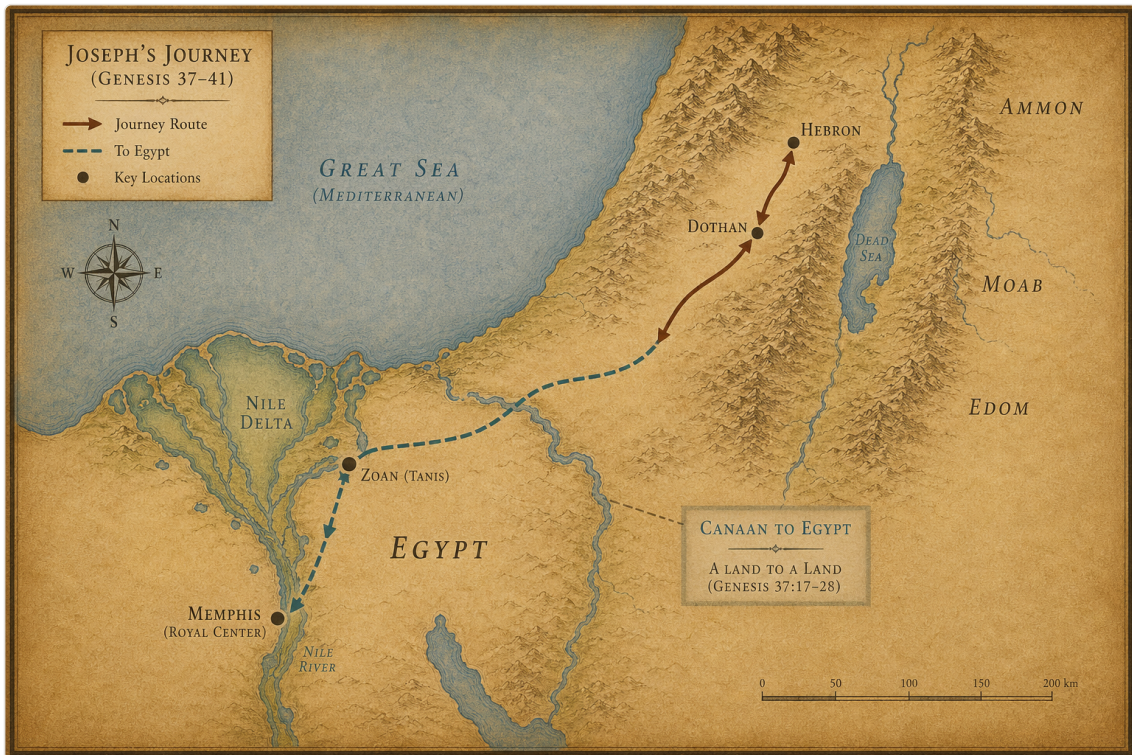 JOSEPH'S JOURNEY
(GENESIS 37–41)
Journey Route
To Egypt
Key Locations
N
W
E
S
GREAT SEA
(MEDITERRANEAN)
HEBRON
DOTHAN
DEAD
SEA
AMMON
MOAB
EDOM
NILE
DELTA
ZOAN (TANIS)
EGYPT
CANAAN TO EGYPT
A LAND TO A LAND
(GENESIS 37:17–28)
MEMPHIS
(ROYAL CENTER)
NILE
RIVER
0 50 100 150 200 km